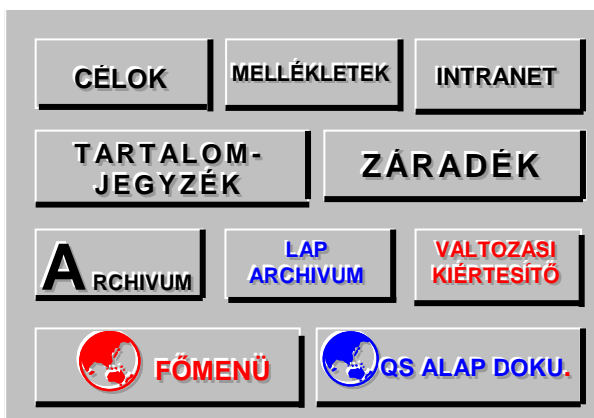 CÉLOK
MELLÉKLETEK
INTRANET
TARTALOM-
JEGYZÉK
ZÁRADÉK
ARCHIVUM
LAP
ARCHIVUM
VALTOZASI
KIÉRTESÍTŐ
FŐMENÜ
QS ALAP DOKU.